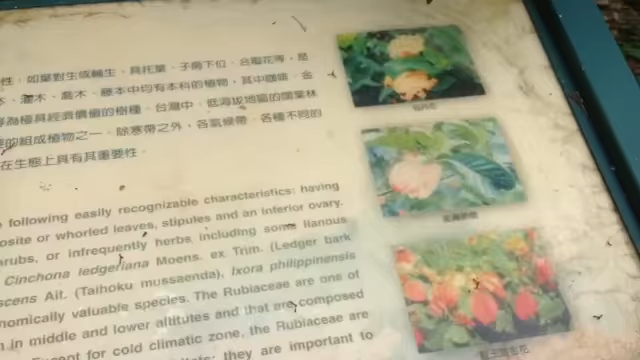 性，如葉對生或輪生、具托葉、子房下位、合瓣花等，是
本、灌木、喬木、藤本中均有本科的植物，其中咖啡、金
為極具經濟價值的樹種。台灣中、低海拔地區的闊葉林
的組成植物之一，除寒帶之外，各氣候帶、各種不同的
在生態上具有其重要性。
following easily recognizable characteristics: having
osite or whorled leaves, stipules and an inferior ovary.
rubs, or infrequently herbs, including some lianous
Cinchona ledgeriana Moens. ex Trim. (Ledger bark
scens Ait. (Taihoku mussaenda), Ixora philippinensis
nomically valuable species. The Rubiaceae are one of
in middle and lower altitutes and that are composed
cept for cold climatic zone, the Rubiaceae are
they are important to